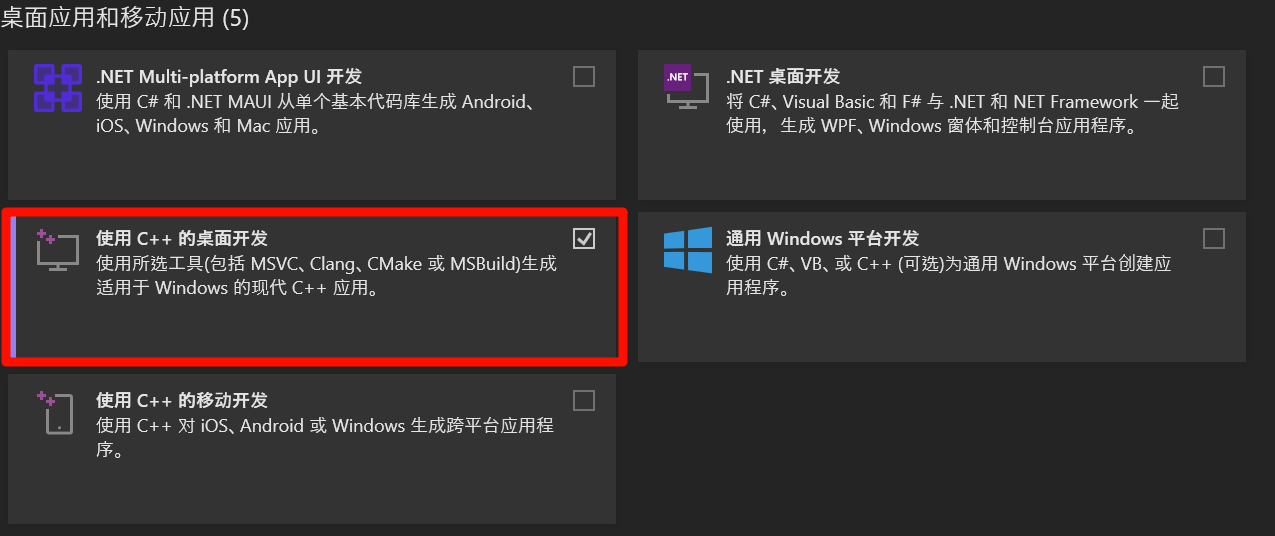 桌面应用和移动应用 (5)
.NET Multi-platform App UI 开发
使用 C# 和 .NET MAUI 从单个基本代码库生成 Android、
iOS、Windows 和 Mac 应用。
.NET
.NET 桌面开发
将 C#、Visual Basic 和 F# 与 .NET 和 NET Framework 一起
使用，生成 WPF、Windows 窗体和控制台应用程序。
使用 C++ 的桌面开发
使用所选工具(包括 MSVC、Clang、CMake 或 MSBuild)生成
适用于 Windows 的现代 C++ 应用。
通用 Windows 平台开发
使用 C#、VB、或 C++ (可选)为通用 Windows 平台创建应
用程序。
使用 C++ 的移动开发
使用 C++ 对 iOS、Android 或 Windows 生成跨平台应用程
序。